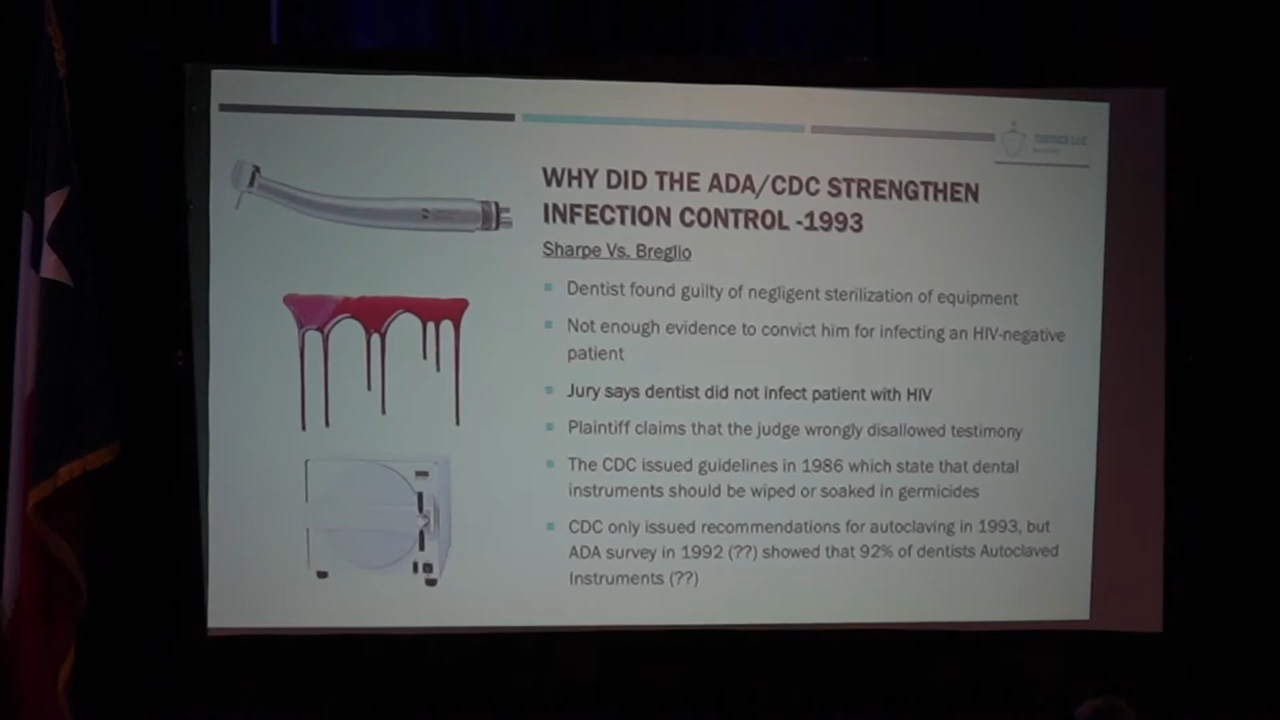 WHY DID THE ADA/CDC STRENGTHEN
INFECTION CONTROL -1993
Sharpe Vs. Breglio
Dentist found guilty of negligent sterilization of equipment
Not enough evidence to convict him for infecting an HIV-negative
patient
Jury says dentist did not infect patient with HIV
Plaintiff claims that the judge wrongly disallowed testimony
The CDC issued guidelines in 1986 which state that dental
instruments should be wiped or soaked in germicides
CDC only issued recommendations for autoclaving in 1993, but
ADA survey in 1992 (??) showed that 92% of dentists Autoclaved
Instruments (??)